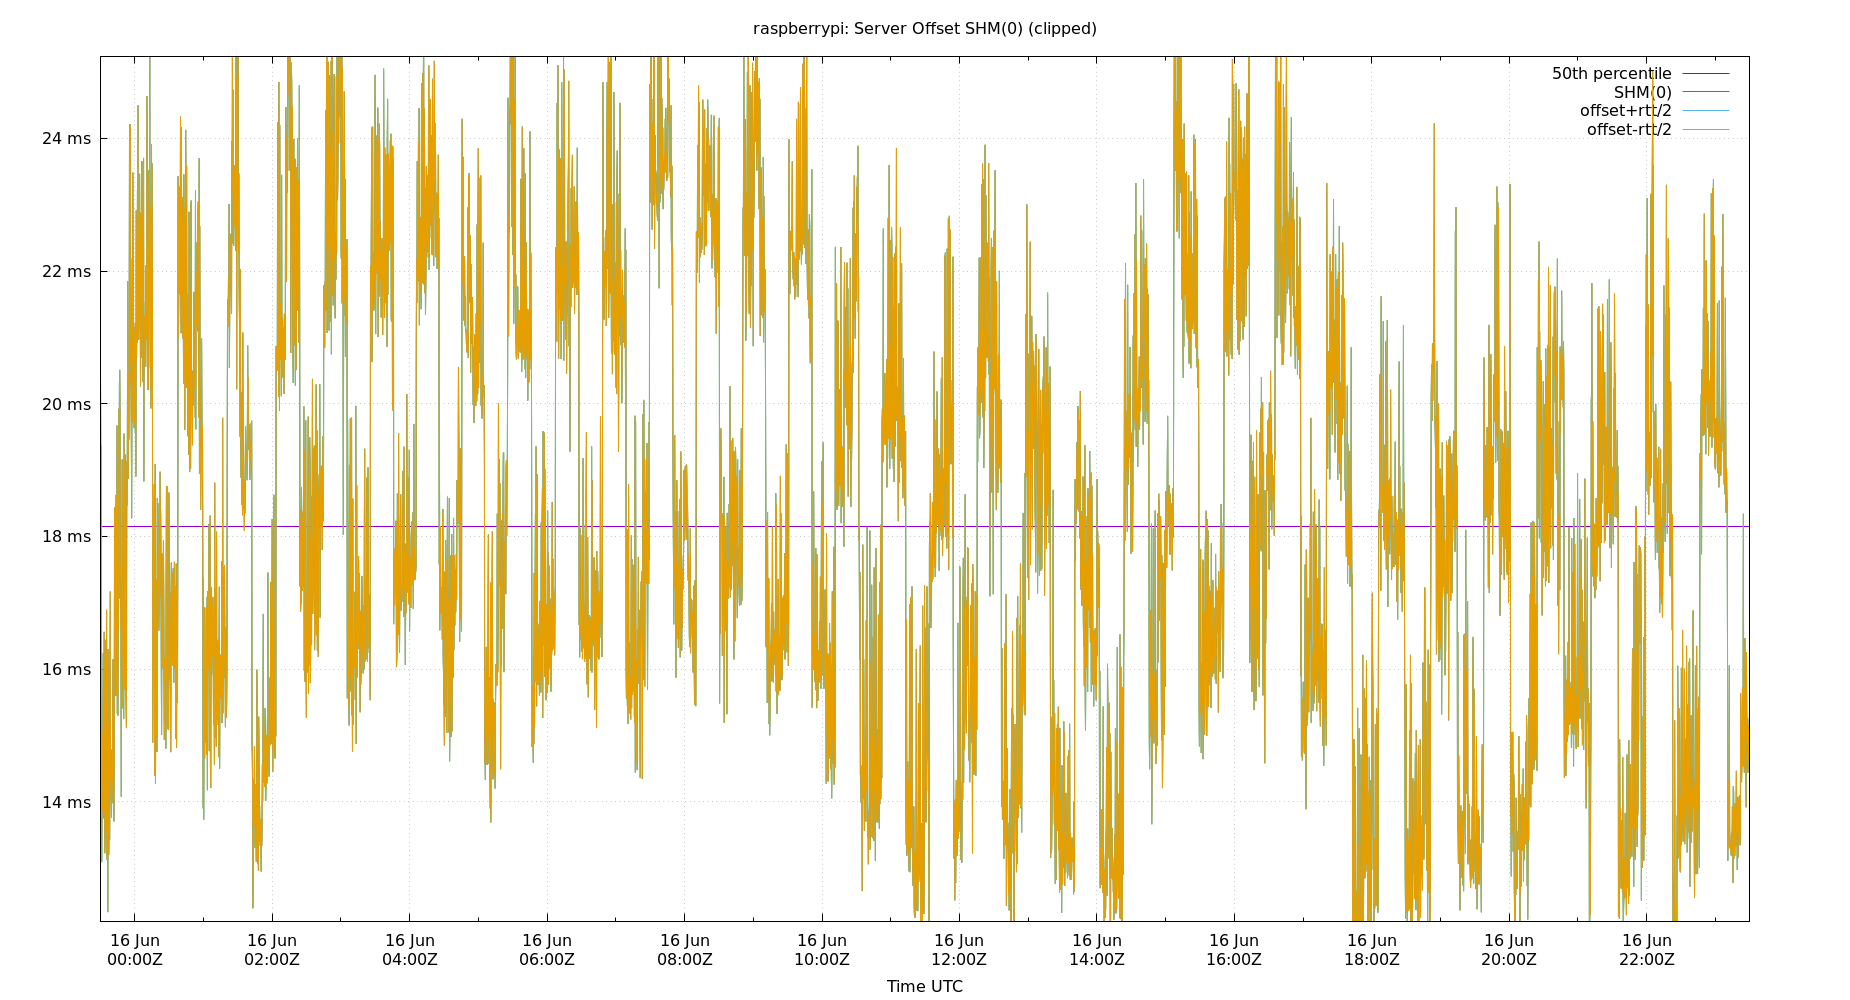 raspberrypi: Server Offset SHM(0) (clipped)
50th percentile
SHM(0)
offset+rtt/2
offset-rtt/2
24 ms
22 ms
20 ms
18 ms
16 ms
14 ms
16 Jun 16 Jun 16 Jun 16 Jun 16 Jun 16 Jun 16 Jun 16 Jun 16 Jun 16 Jun 16 Jun 16 Jun
00:00Z 02:00Z 04:00Z 06:00Z 08:00Z 10:00Z 12:00Z 14:00Z 16:00Z 18:00Z 20:00Z 22:00Z
Time UTC